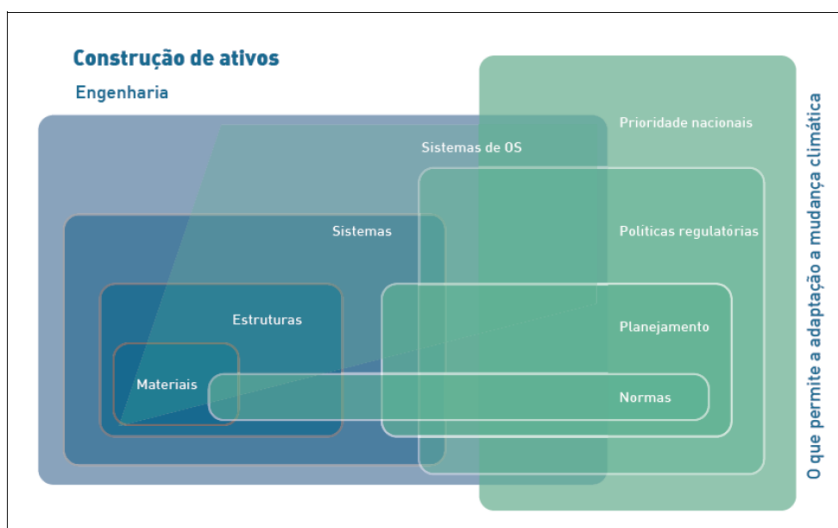 Construção de ativos
Engenharia
Prioridade nacionais
Sistemas de OS
Sistemas
Políticas regulatórias
Estruturas
Planejamento
Materiais
Normas
O que permite a adaptação a mudança climática